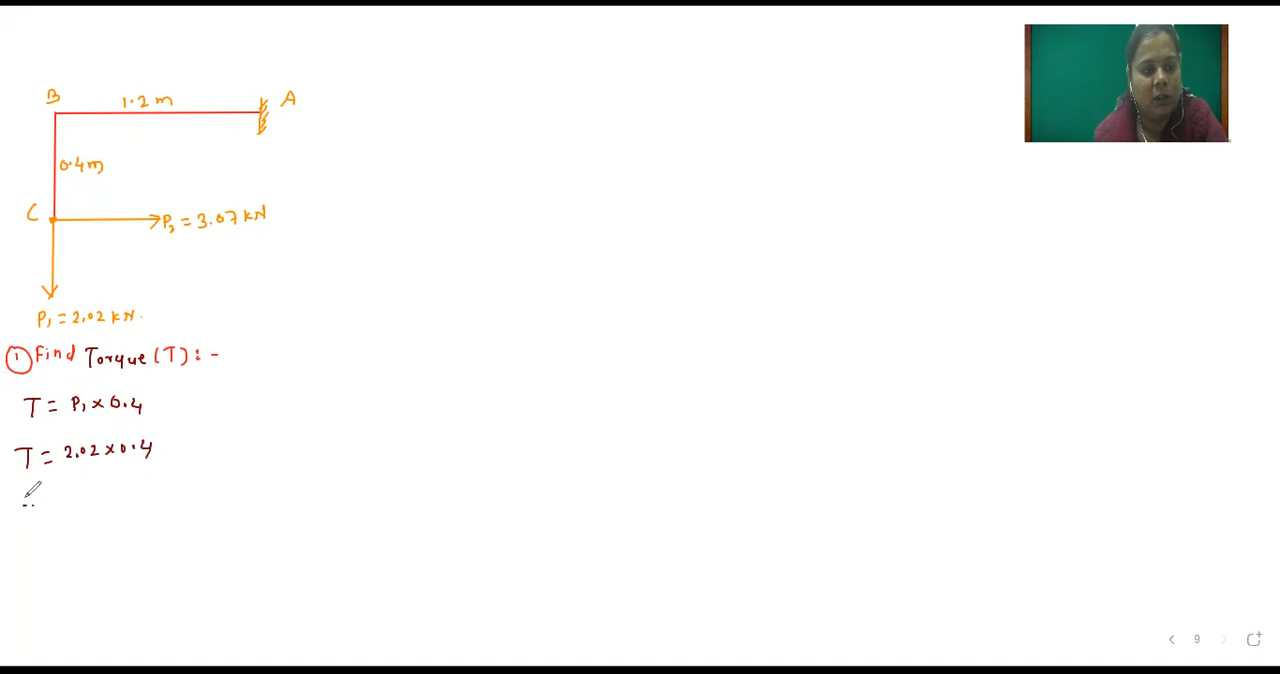 B 1.2 m A
0.4m
C P₂ = 3.07 kN
P₁ = 2.02 kN.
① Find Torque (T) : -
T = P₁ × 0.4
T = 2.02 × 0.4
9